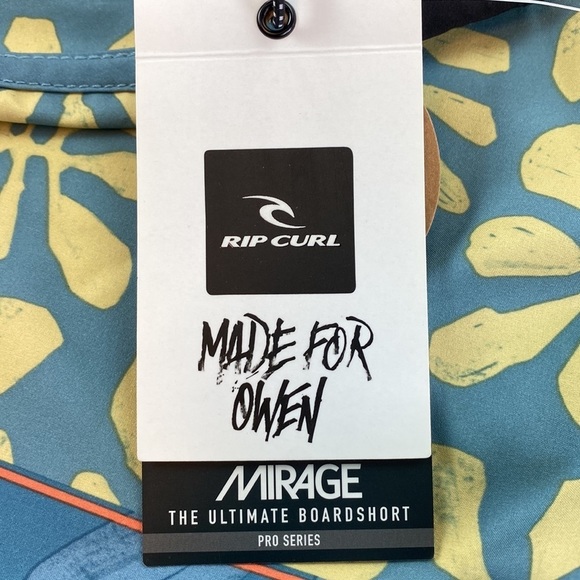 RIP CURL
MADE FOR
OWEN
MIRAGE
THE ULTIMATE BOARDSHORT
PRO SERIES